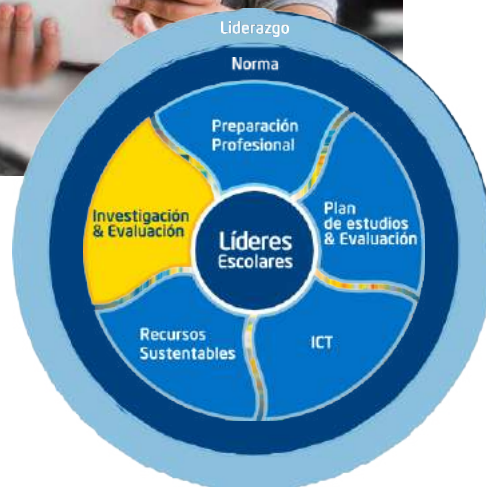 Liderazgo
Norma
Preparación
Profesional
Plan
de estudios
& Evaluación
ICT
Recursos
Sustentables
Investigación
& Evaluación
Líderes
Escolares